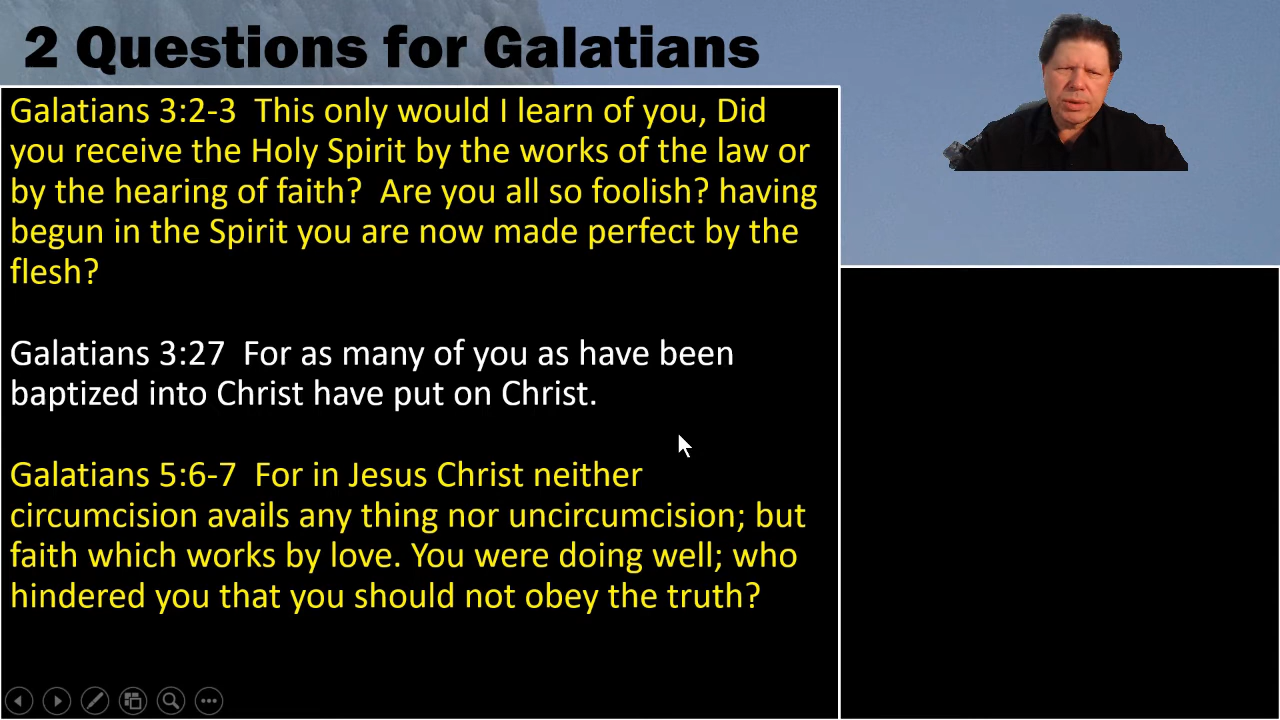 2 Questions for Galatians
Galatians 3:2-3  This only would I learn of you, Did
you receive the Holy Spirit by the works of the law or
by the hearing of faith?  Are you all so foolish? having
begun in the Spirit you are now made perfect by the
flesh?
Galatians 3:27  For as many of you as have been
baptized into Christ have put on Christ.
Galatians 5:6-7  For in Jesus Christ neither
circumcision avails any thing nor uncircumcision; but
faith which works by love. You were doing well; who
hindered you that you should not obey the truth?